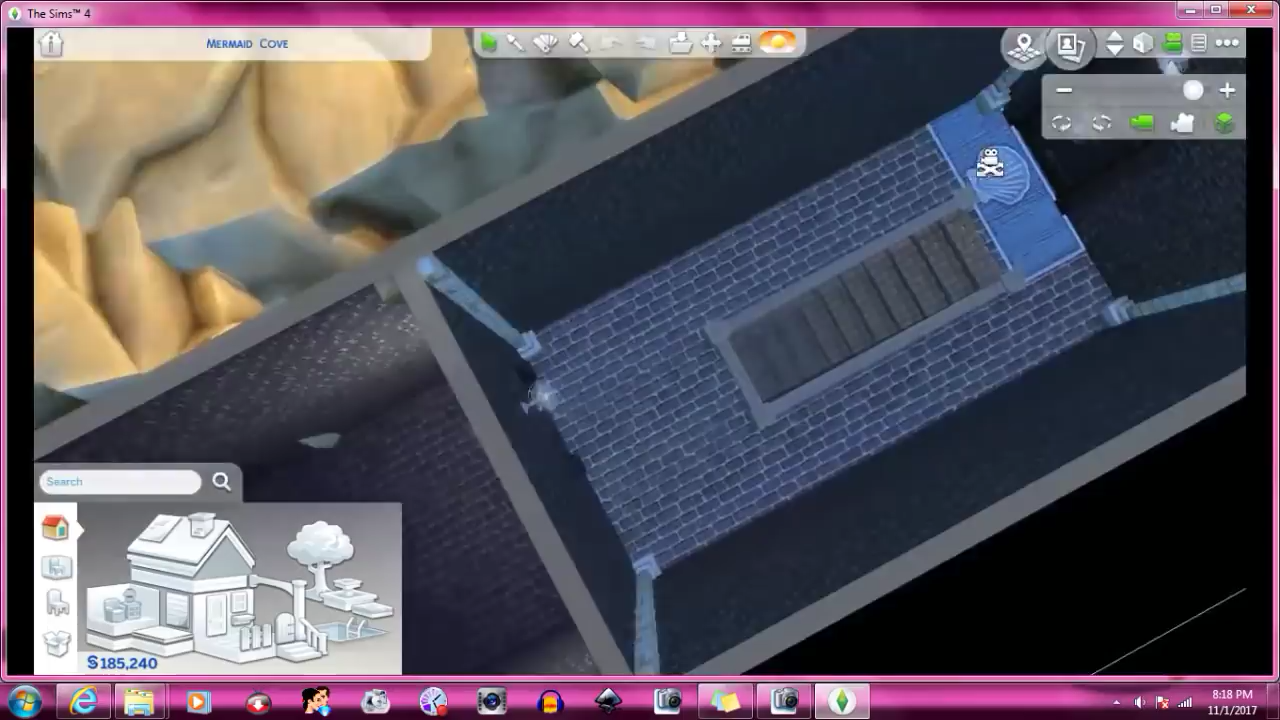 The Sims™ 4
MERMAID COVE
Search
§185,240
8:18 PM
11/1/2017